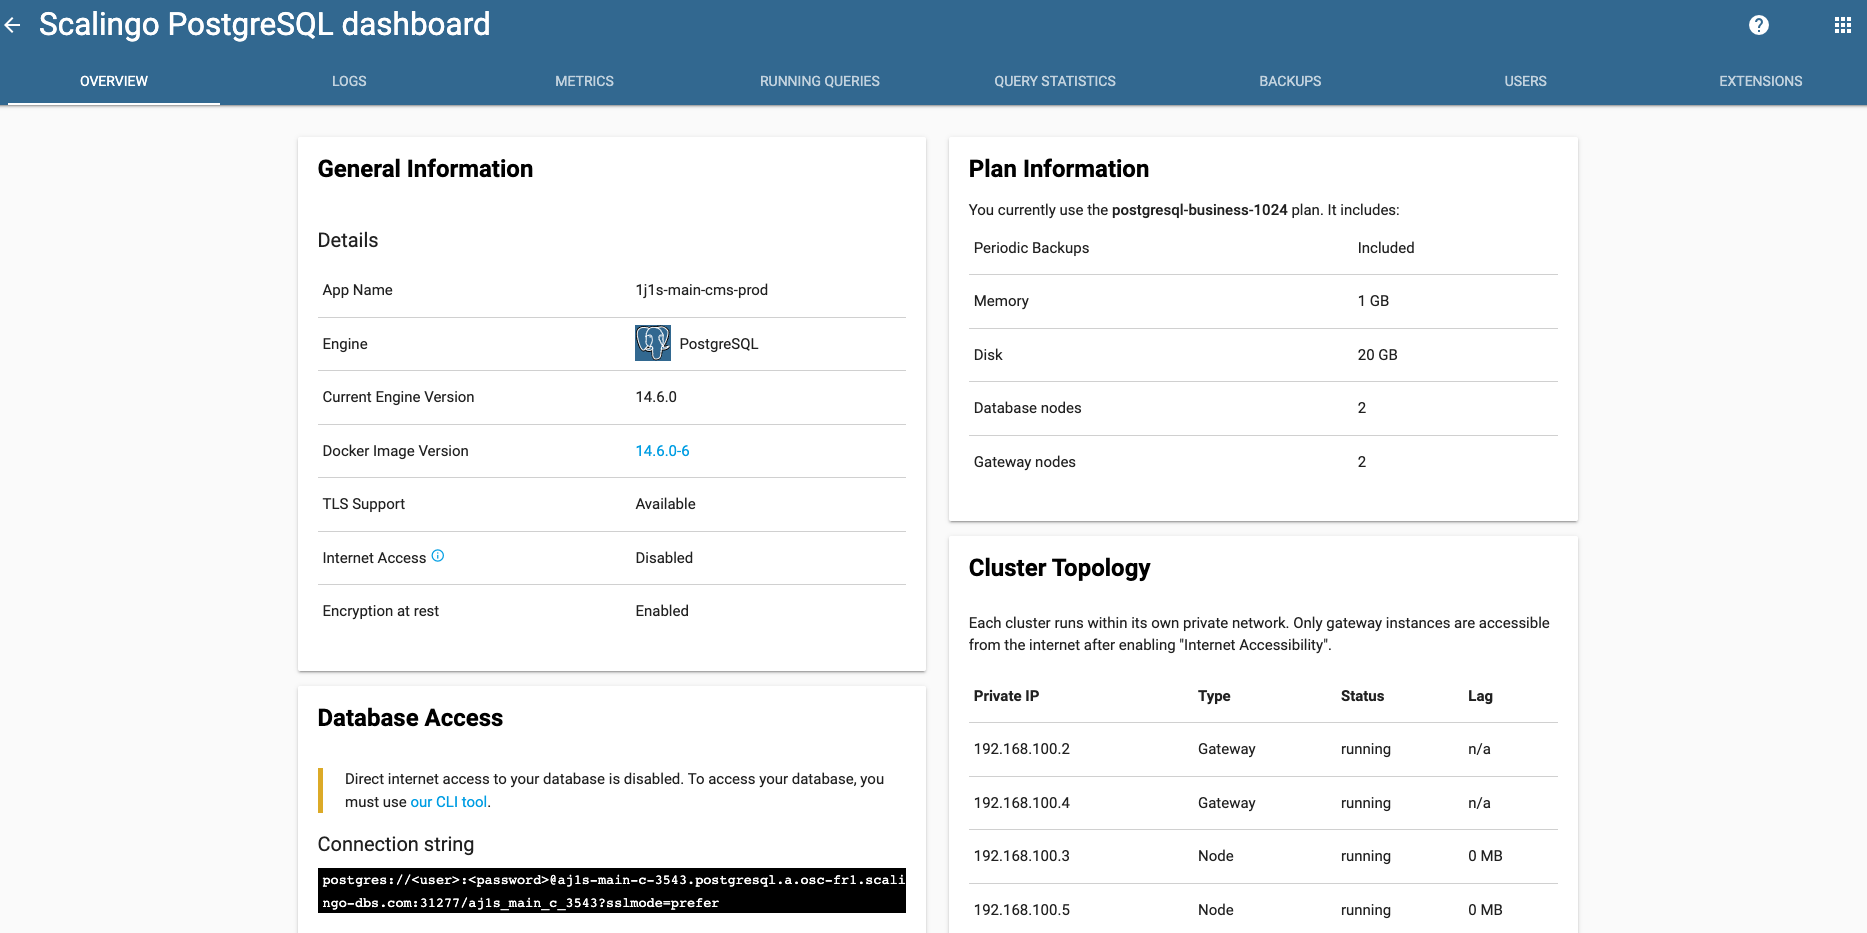 Scalingo PostgreSQL dashboard
OVERVIEW
LOGS
METRICS
RUNNING QUERIES
QUERY STATISTICS
BACKUPS
USERS
EXTENSIONS
General Information
Details
App Name 1j1s-main-cms-prod
Engine PostgreSQL
Current Engine Version 14.6.0
Docker Image Version 14.6.0-6
TLS Support Available
Internet Access Disabled
Encryption at rest Enabled
Database Access
Direct internet access to your database is disabled. To access your database, you
must use our CLI tool.
Connection string
postgres://<user>:<password>@aj1s-main-c-3543.postgresql.a.osc-fr1.scali
ngo-dbs.com:31277/aj1s_main_c_3543?sslmode=prefer
Plan Information
You currently use the postgresql-business-1024 plan. It includes:
Periodic Backups Included
Memory 1 GB
Disk 20 GB
Database nodes 2
Gateway nodes 2
Cluster Topology
Each cluster runs within its own private network. Only gateway instances are accessible
from the internet after enabling "Internet Accessibility".
Private IP Type Status Lag
192.168.100.2 Gateway running n/a
192.168.100.4 Gateway running n/a
192.168.100.3 Node running 0 MB
192.168.100.5 Node running 0 MB